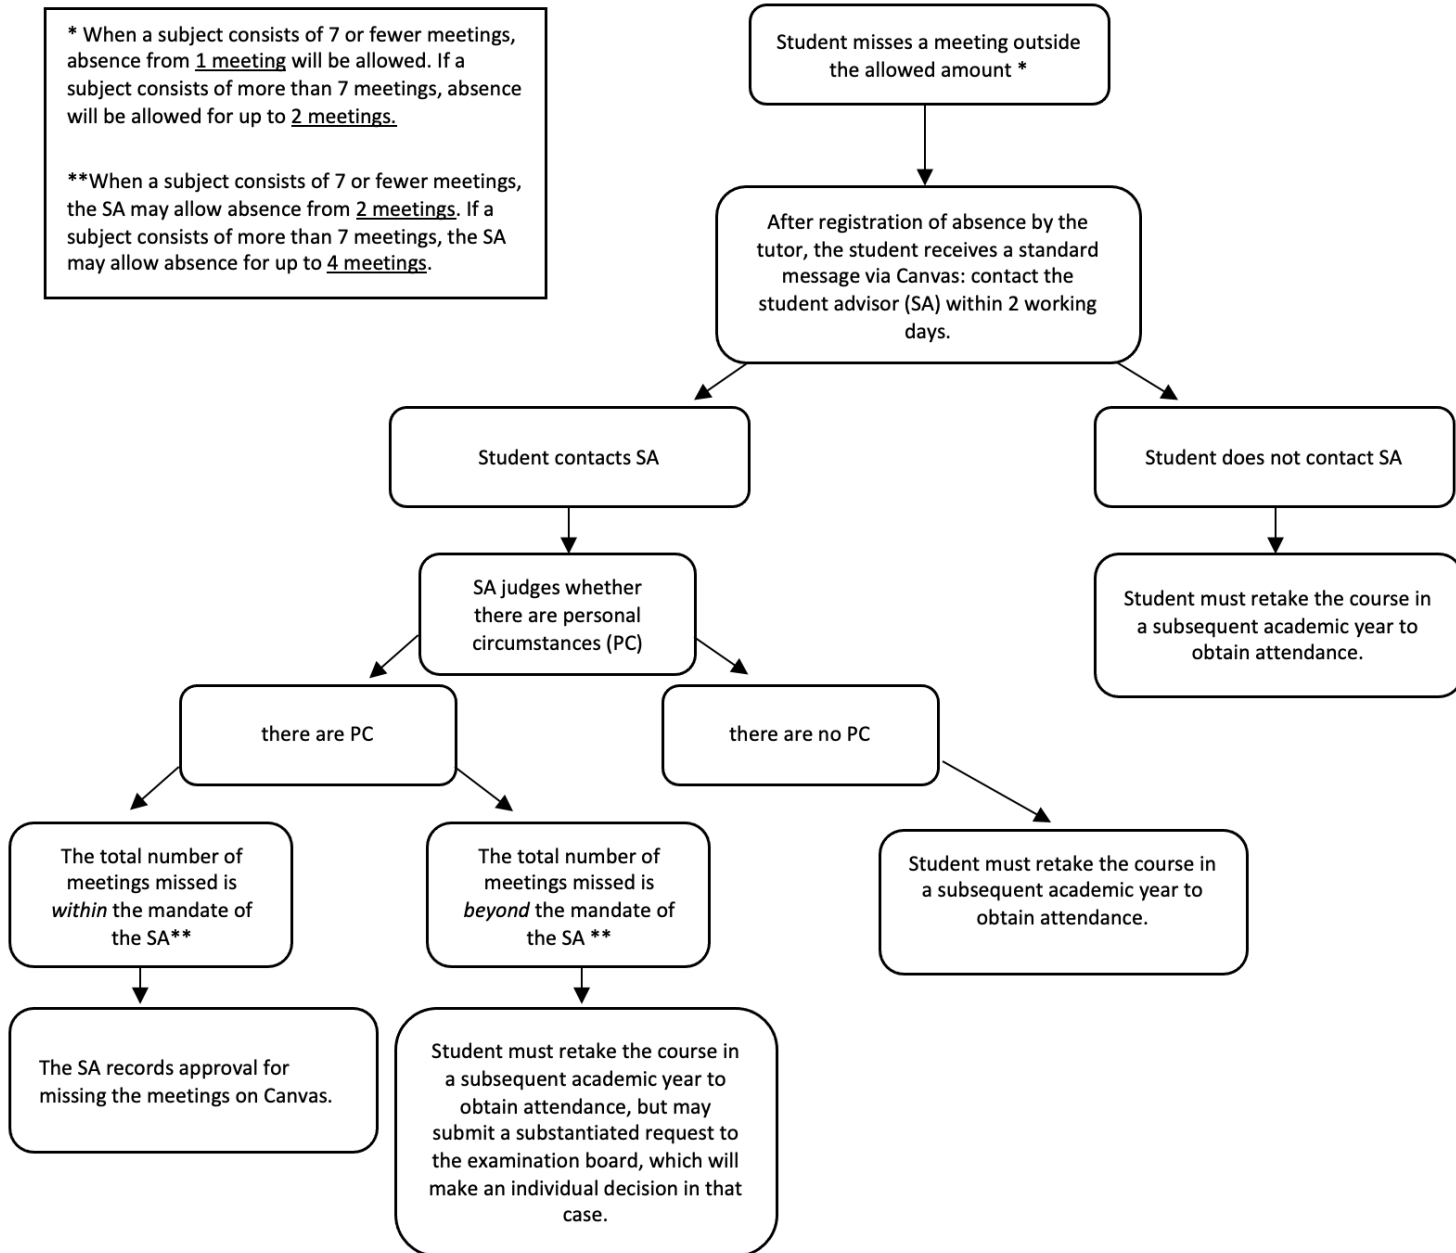 * When a subject consists of 7 or fewer meetings,
absence from 1 meeting will be allowed. If a
subject consists of more than 7 meetings, absence
will be allowed for up to 2 meetings.
**When a subject consists of 7 or fewer meetings,
the SA may allow absence from 2 meetings. If a
subject consists of more than 7 meetings, the SA
may allow absence for up to 4 meetings.
Student misses a meeting outside
the allowed amount *
After registration of absence by the
tutor, the student receives a standard
message via Canvas: contact the
student advisor (SA) within 2 working
days.
Student contacts SA
Student does not contact SA
SA judges whether
there are personal
circumstances (PC)
Student must retake the course in
a subsequent academic year to
obtain attendance.
there are PC
there are no PC
The total number of
meetings missed is
within the mandate of
the SA**
The total number of
meetings missed is
beyond the mandate of
the SA **
Student must retake the course in
a subsequent academic year to
obtain attendance.
The SA records approval for
missing the meetings on Canvas.
Student must retake the course in
a subsequent academic year to
obtain attendance, but may
submit a substantiated request to
the examination board, which will
make an individual decision in that
case.